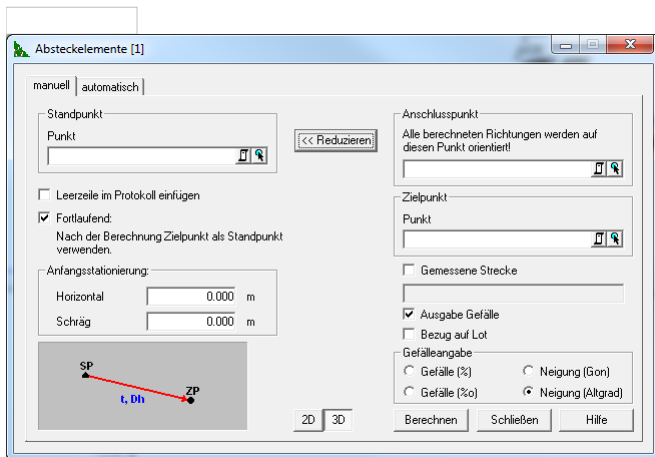 Absteckelemente [1]
manuell
automatisch
Standpunkt
Punkt
<< Reduzieren
Anschlusspunkt
Alle berechneten Richtungen werden auf
diesen Punkt orientiert!
Leerzeile im Protokoll einfügen
Fortlaufend:
Nach der Berechnung Zielpunkt als Standpunkt
verwenden.
Zielpunkt
Punkt
Anfangsstationierung:
Horizontal 0.000 m
Schräg 0.000 m
Gemessene Strecke
Ausgabe Gefälle
Bezug auf Lot
Gefälleangabe
Gefälle (%)
Neigung (Gon)
Gefälle (%o)
Neigung (Altgrad)
SP
ZP
t, Dh
2D
3D
Berechnen
Schließen
Hilfe